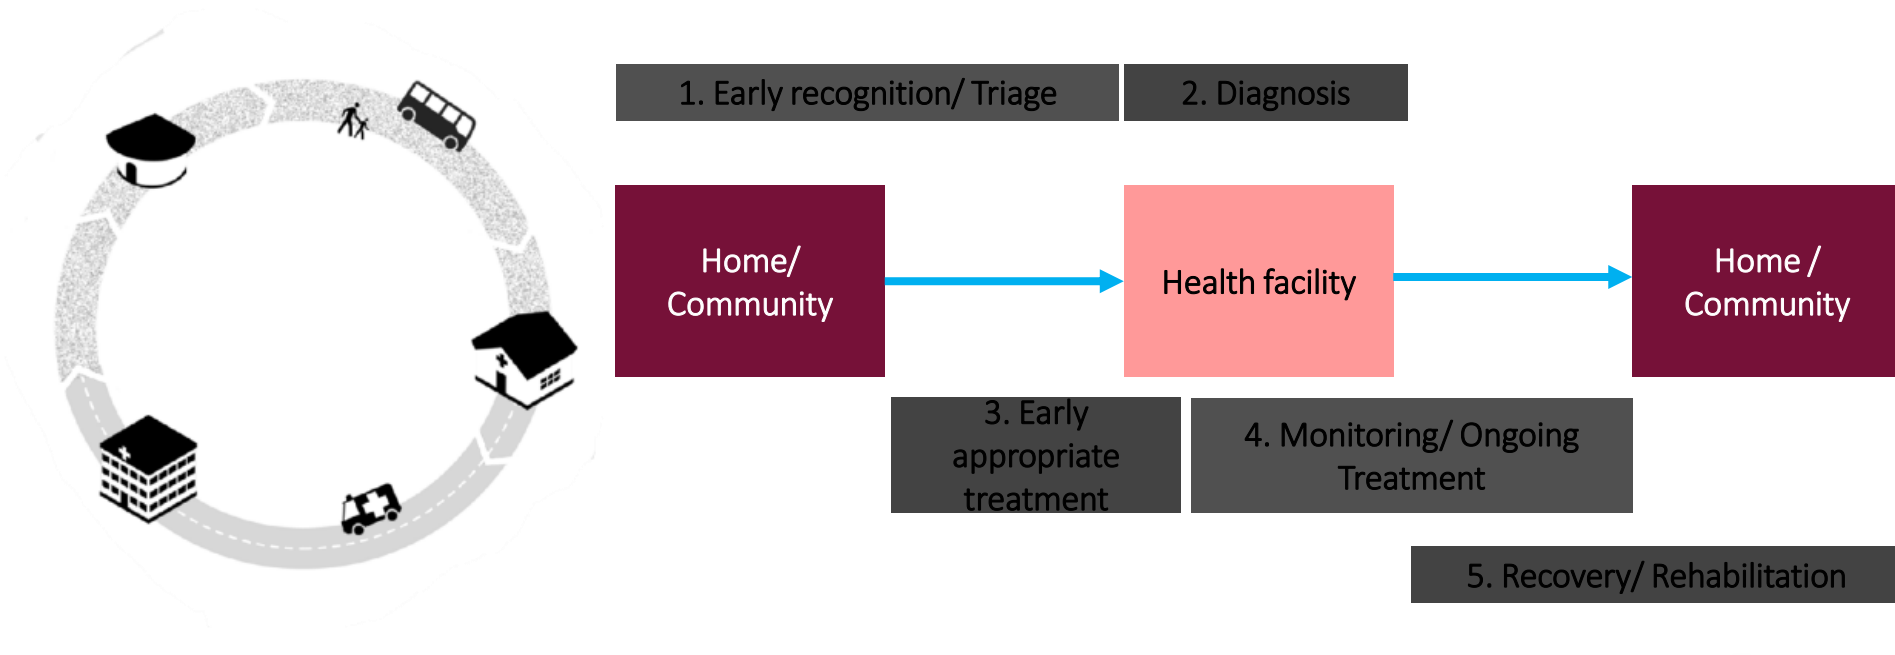 1. Early recognition/ Triage
2. Diagnosis
Home/
Community
Health facility
Home /
Community
3. Early
appropriate
treatment
4. Monitoring/ Ongoing
Treatment
5. Recovery/ Rehabilitation